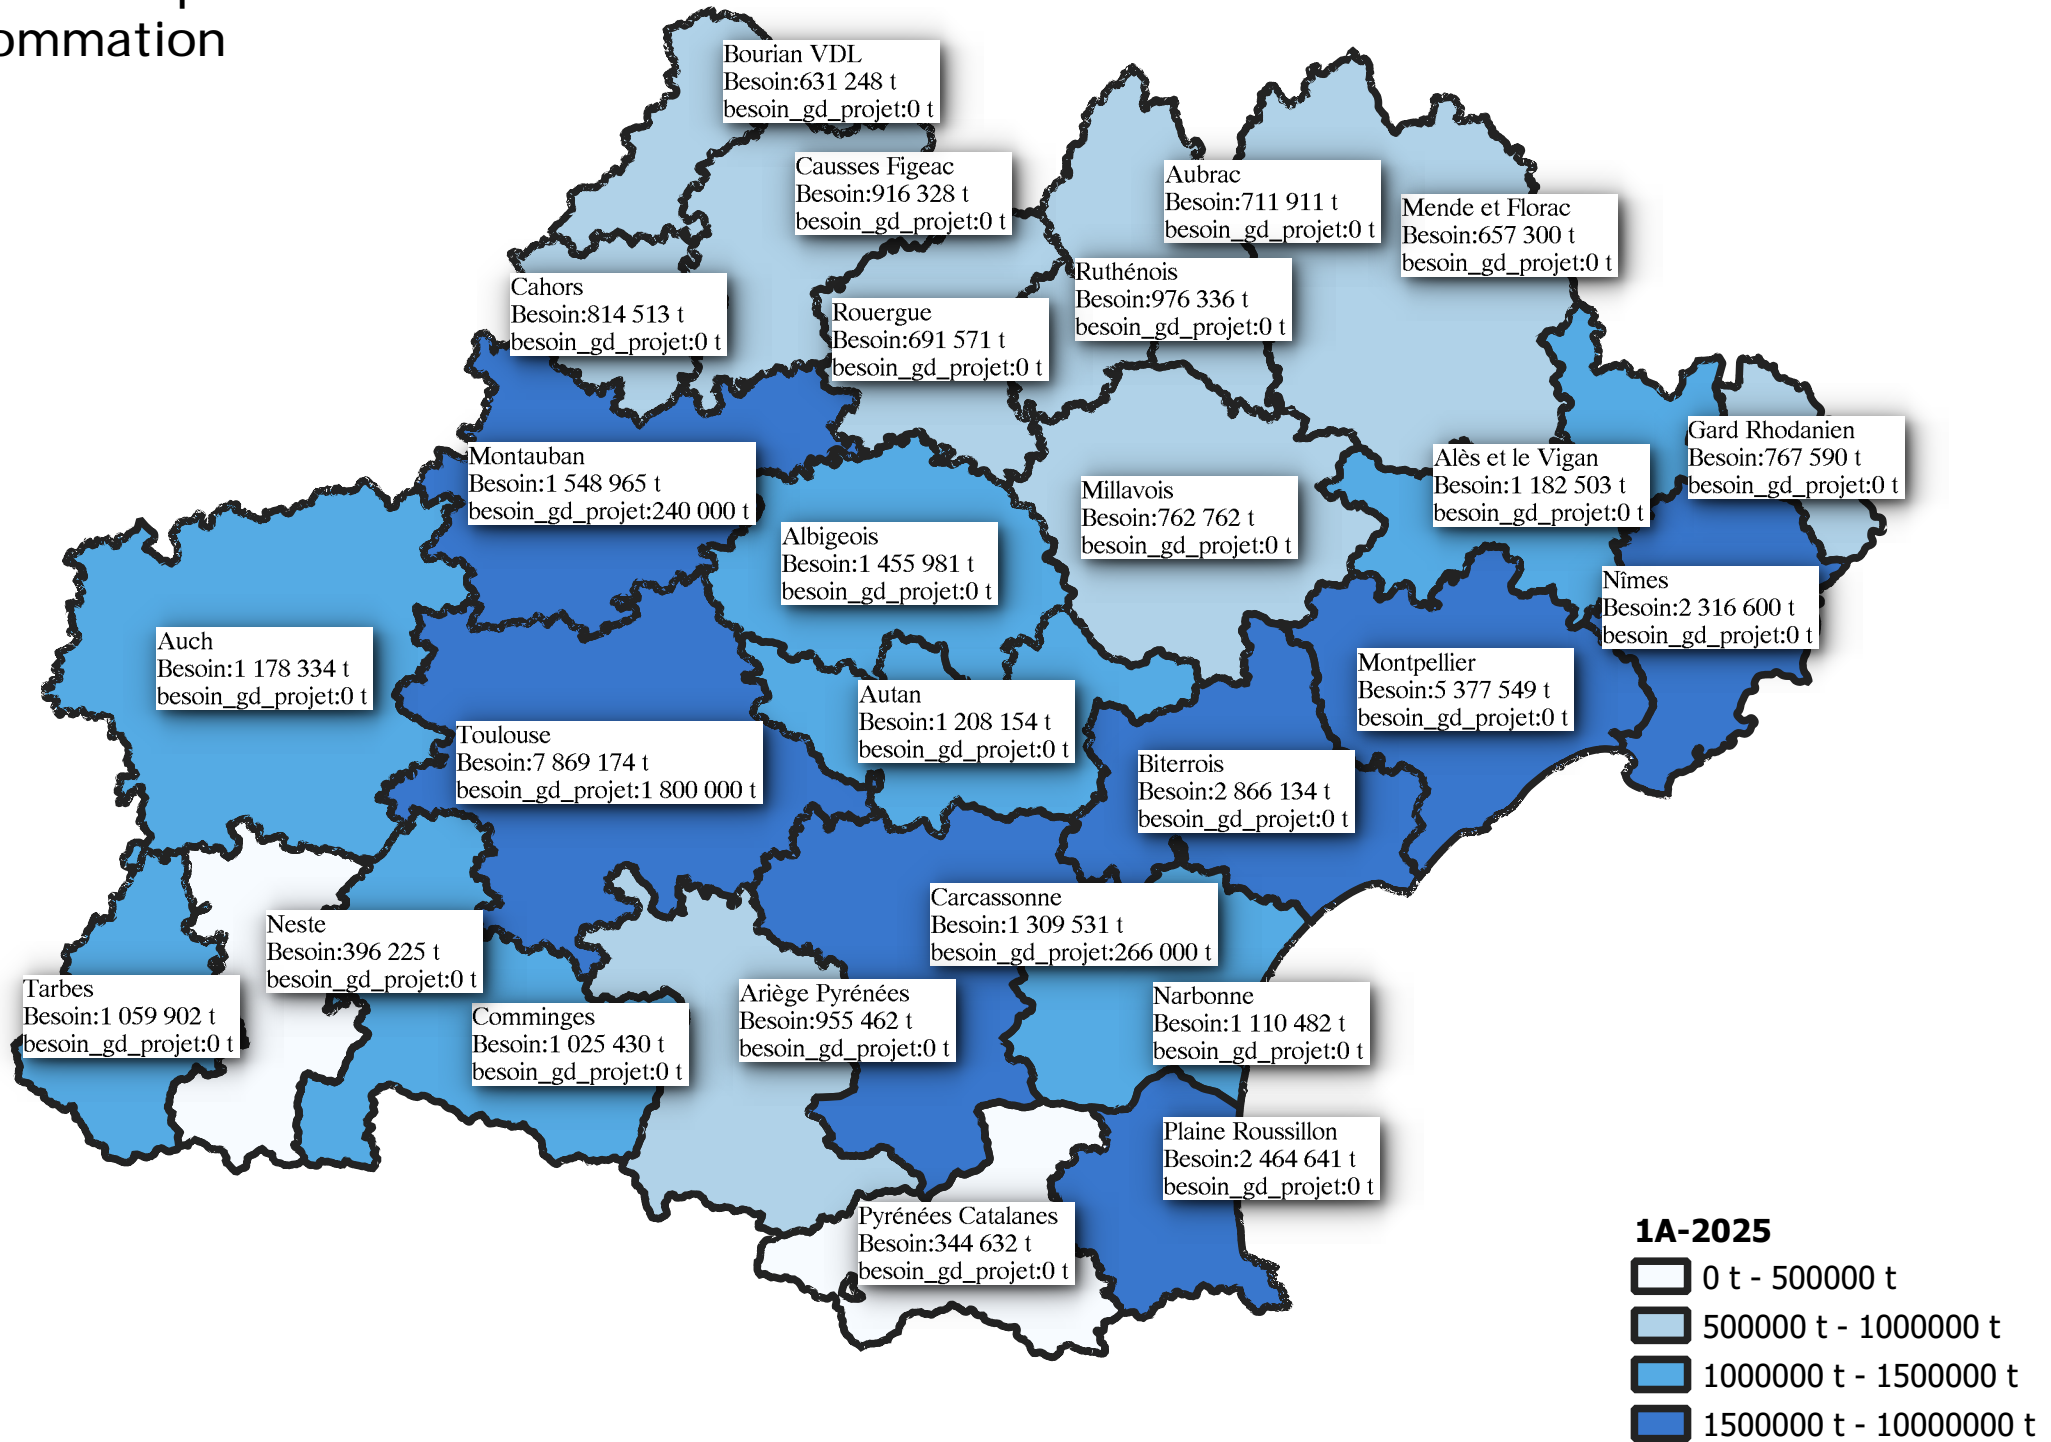 ommation
Bourian VDL
Besoin:631 248 t
besoin_gd_projet:0 t
Causses Figeac
Besoin:916 328 t
besoin_gd_projet:0 t
Aubrac
Besoin:711 911 t
besoin_gd_projet:0 t
Mende et Florac
Besoin:657 300 t
besoin_gd_projet:0 t
Cahors
Besoin:814 513 t
besoin_gd_projet:0 t
Rouergue
Besoin:691 571 t
besoin_gd_projet:0 t
Ruthénois
Besoin:976 336 t
besoin_gd_projet:0 t
Montauban
Besoin:1 548 965 t
besoin_gd_projet:240 000 t
Albigeois
Besoin:1 455 981 t
besoin_gd_projet:0 t
Millavois
Besoin:762 762 t
besoin_gd_projet:0 t
Alès et le Vigan
Besoin:1 182 503 t
besoin_gd_projet:0 t
Gard Rhodanien
Besoin:767 590 t
besoin_gd_projet:0 t
Nîmes
Besoin:2 316 600 t
besoin_gd_projet:0 t
Auch
Besoin:1 178 334 t
besoin_gd_projet:0 t
Toulouse
Besoin:7 869 174 t
besoin_gd_projet:1 800 000 t
Autan
Besoin:1 208 154 t
besoin_gd_projet:0 t
Montpellier
Besoin:5 377 549 t
besoin_gd_projet:0 t
Biterrois
Besoin:2 866 134 t
besoin_gd_projet:0 t
Carcassonne
Besoin:1 309 531 t
besoin_gd_projet:266 000 t
Neste
Besoin:396 225 t
besoin_gd_projet:0 t
Tarbes
Besoin:1 059 902 t
besoin_gd_projet:0 t
Comminges
Besoin:1 025 430 t
besoin_gd_projet:0 t
Ariège Pyrénées
Besoin:955 462 t
besoin_gd_projet:0 t
Narbonne
Besoin:1 110 482 t
besoin_gd_projet:0 t
Plaine Roussillon
Besoin:2 464 641 t
besoin_gd_projet:0 t
Pyrénées Catalanes
Besoin:344 632 t
besoin_gd_projet:0 t
1A-2025
0 t - 500000 t
500000 t - 1000000 t
1000000 t - 1500000 t
1500000 t - 10000000 t